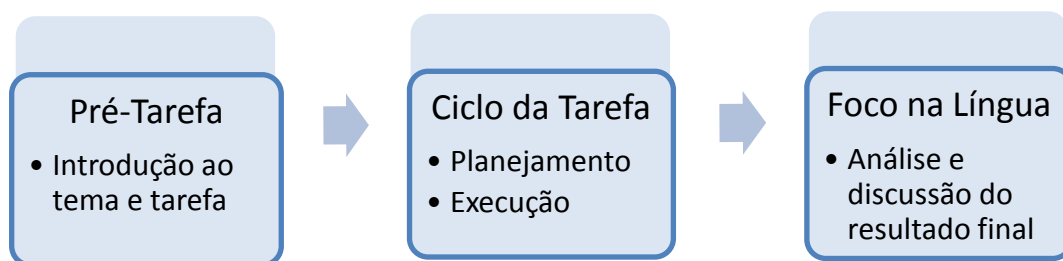 Pré-Tarefa
• Introdução ao
tema e tarefa
Ciclo da Tarefa
• Planejamento
• Execução
Foco na Língua
• Análise e
discussão do
resultado final